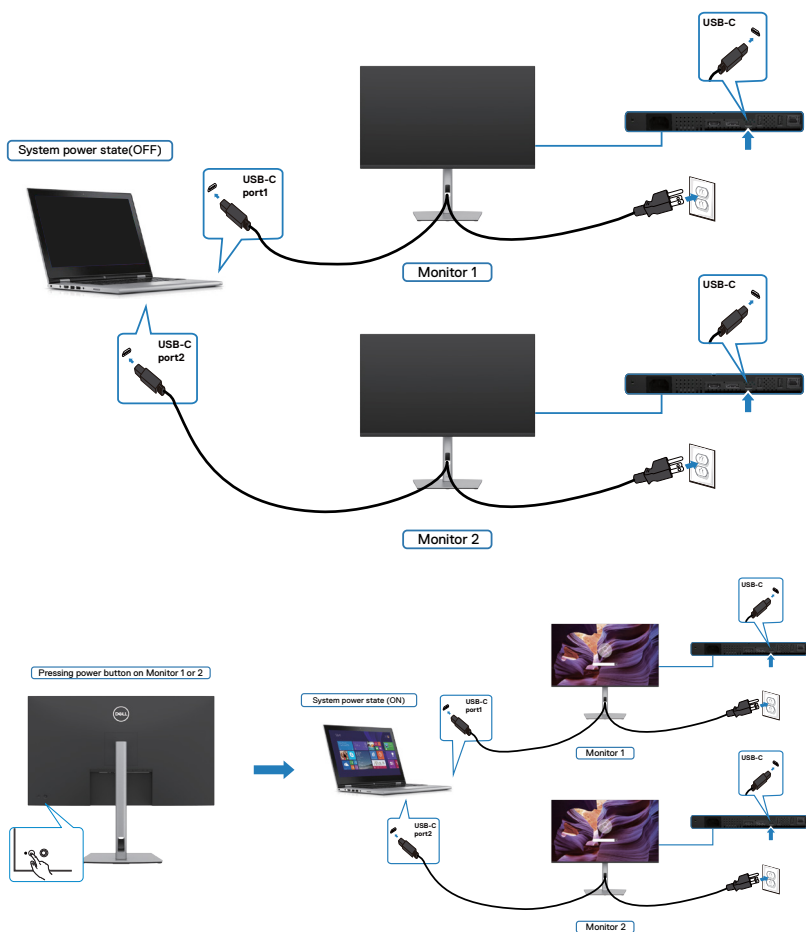 USB-C
System power state(OFF)
USB-C
port1
Monitor 1
USB-C
USB-C
port2
Monitor 2
USB-C
Pressing power button on Monitor 1 or 2
DELL
System power state (ON)
USB-C
port1
Monitor 1
USB-C
USB-C
port2
Monitor 2